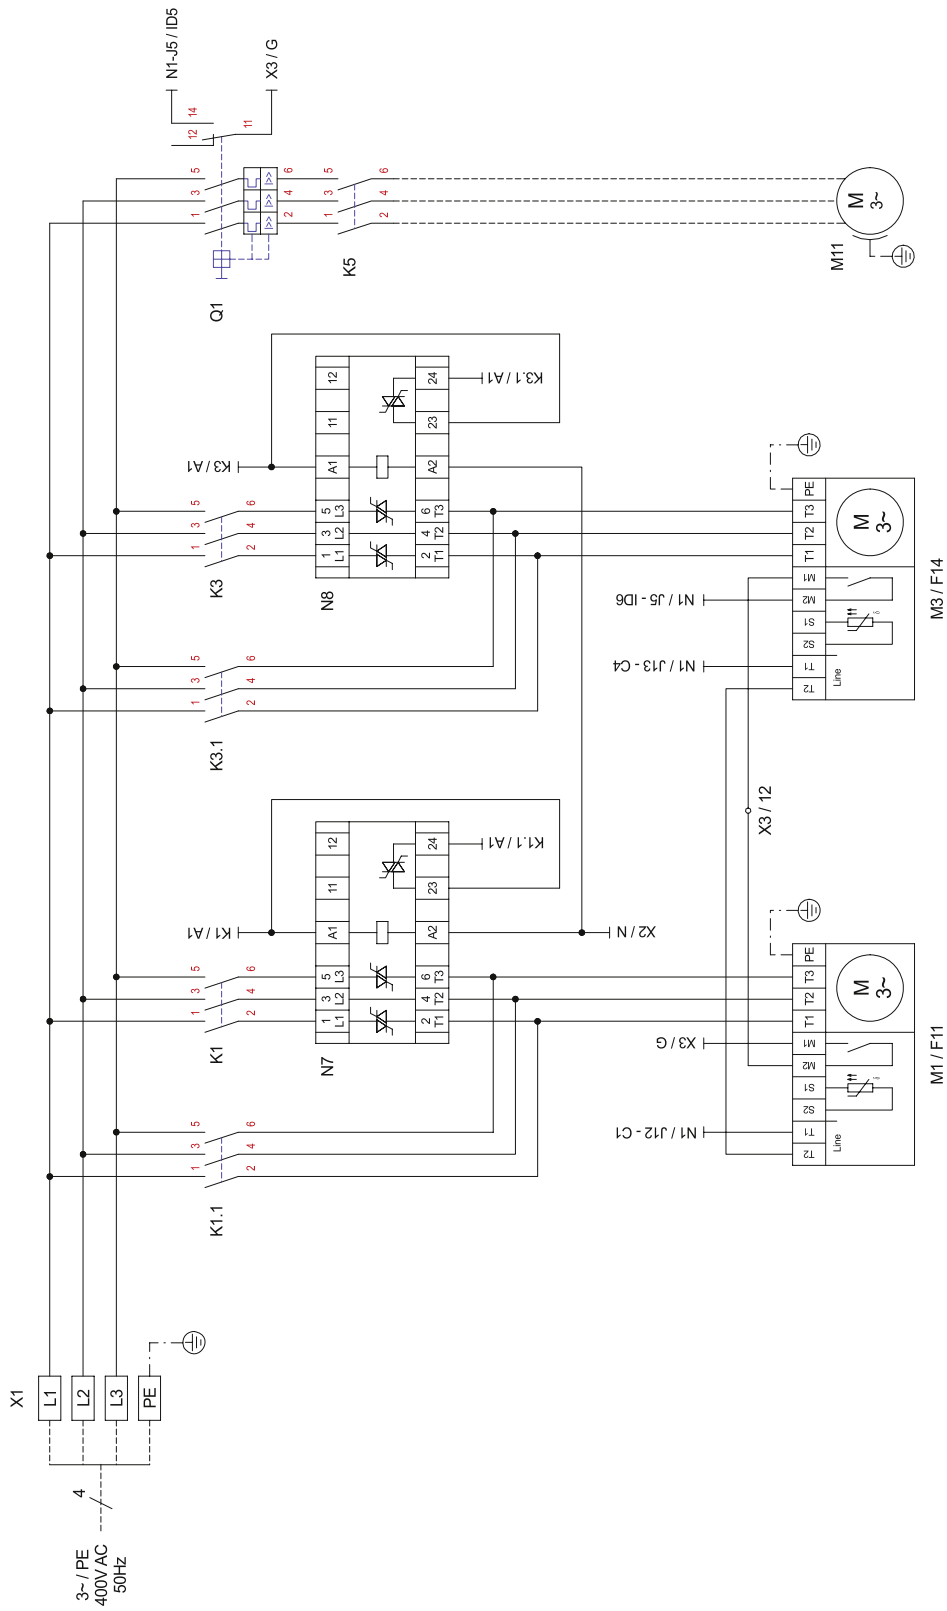 3~ / PE
400V AC
50Hz
4
X1
L1
L2
L3
PE
K1.1
1
3
5
2
4
6
K1
1
3
5
2
4
6
K1 / A1
N7
1
3
5
L1
L2
L3
A1
11
12
2
4
6
T1
T2
T3
A2
23
24
K1.1 / A1
X2 / N
K3.1
1
3
5
2
4
6
K3
1
3
5
2
4
6
K3 / A1
N8
1
3
5
L1
L2
L3
A1
11
12
2
4
6
T1
T2
T3
A2
23
24
K3.1 / A1
Q1
1
3
5
2
4
6
12
14
11
N1-J5 / ID5
X3 / G
K5
1
3
5
2
4
6
M
3~
M11
N1 / J12 - C1
X3 / G
T2
T1
S2
S1
M2
M1
T1
T2
T3
PE
Line
M
3~
M1 / F11
X3 / 12
N1 / J13 - C4
N1 / J5 - ID6
T2
T1
S2
S1
M2
M1
T1
T2
T3
PE
Line
M
3~
M3 / F14